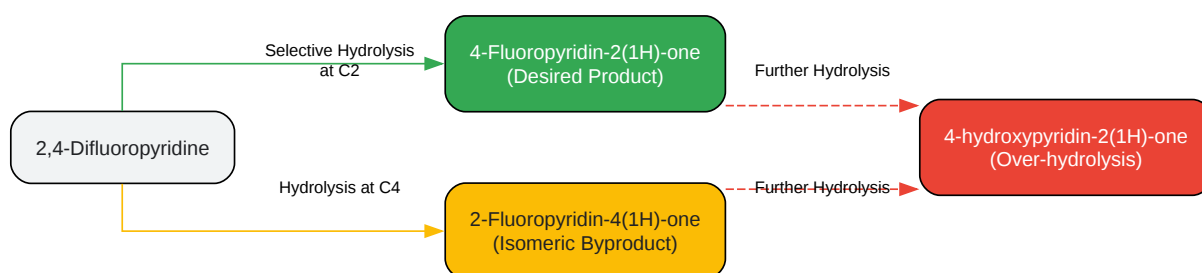 2,4-Difluoropyridine
Selective Hydrolysis
at C2
Hydrolysis at C4
4-Fluoropyridin-2(1H)-one
(Desired Product)
2-Fluoropyridin-4(1H)-one
(Isomeric Byproduct)
Further Hydrolysis
Further Hydrolysis
4-hydroxypyridin-2(1H)-one
(Over-hydrolysis)